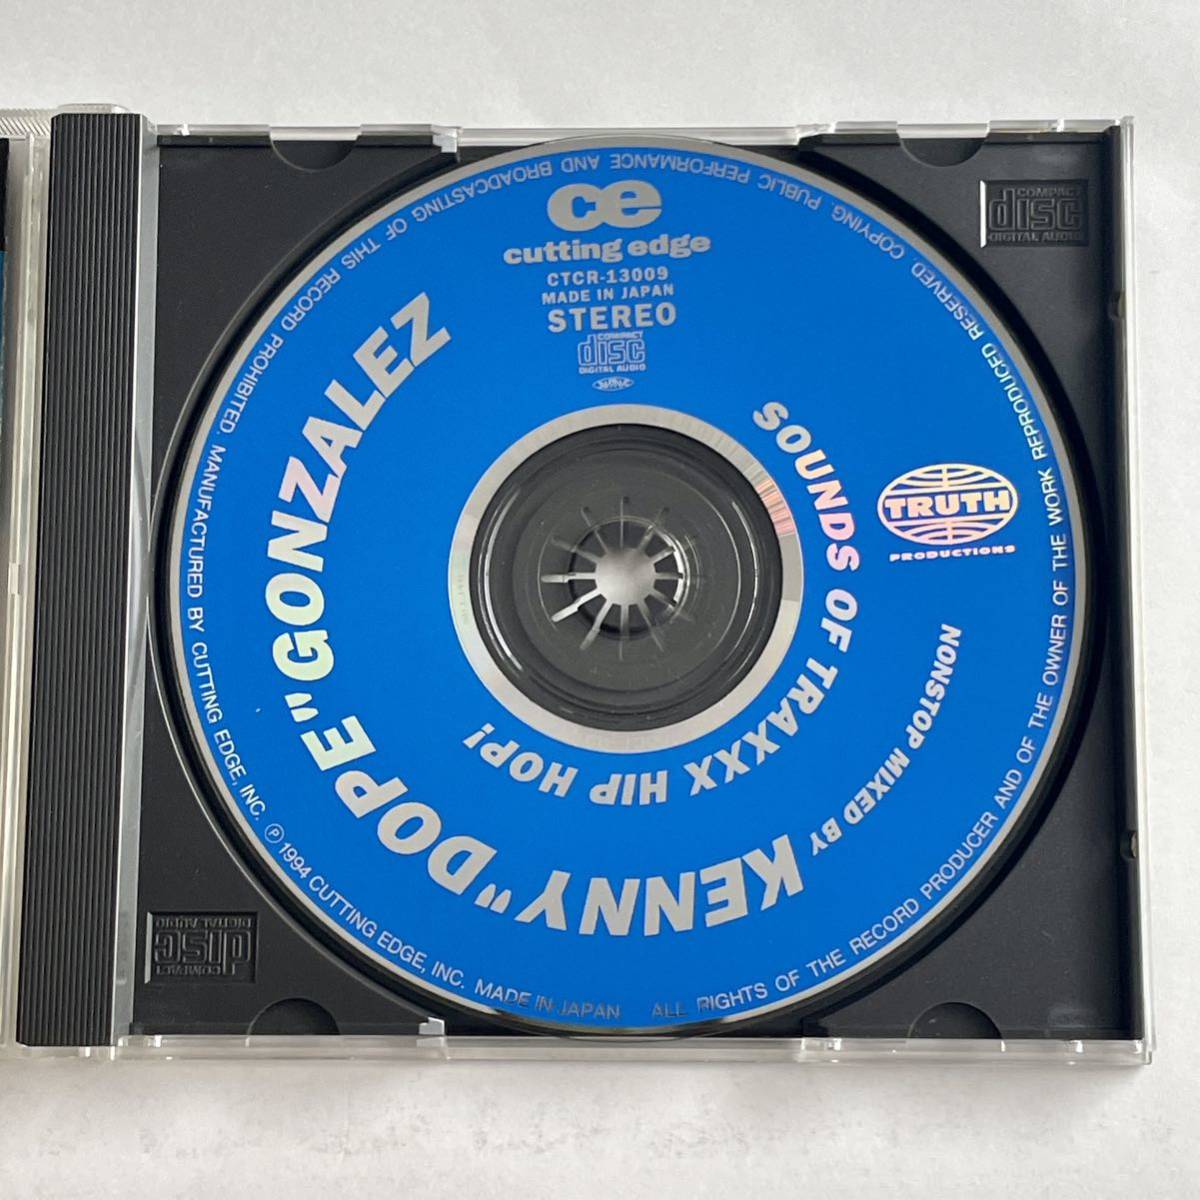 ce
cutting edge
CTCR-13009
MADE IN JAPAN
STEREO
COMPACT
disc
DIGITAL AUDIO
SOUNDS OF TRAXXX HIP HOP!
NONSTOP MIXED BY KENNY "DOPE" GONZALEZ
TRUTH
PRODUCTIONS
MANUFACTURED BY CUTTING EDGE, INC. Ⓟ 1994 CUTTING EDGE, INC. MADE IN JAPAN ALL RIGHTS OF THE RECORD PRODUCER AND OF THE OWNER OF THE WORK REPRODUCED RESERVED. COPYING. PUBLIC PERFORMANCE AND BROADCASTING OF THIS RECORD PROHIBITED.
COMPACT
disc
DIGITAL AUDIO
COMPACT
disc
DIGITAL AUDIO